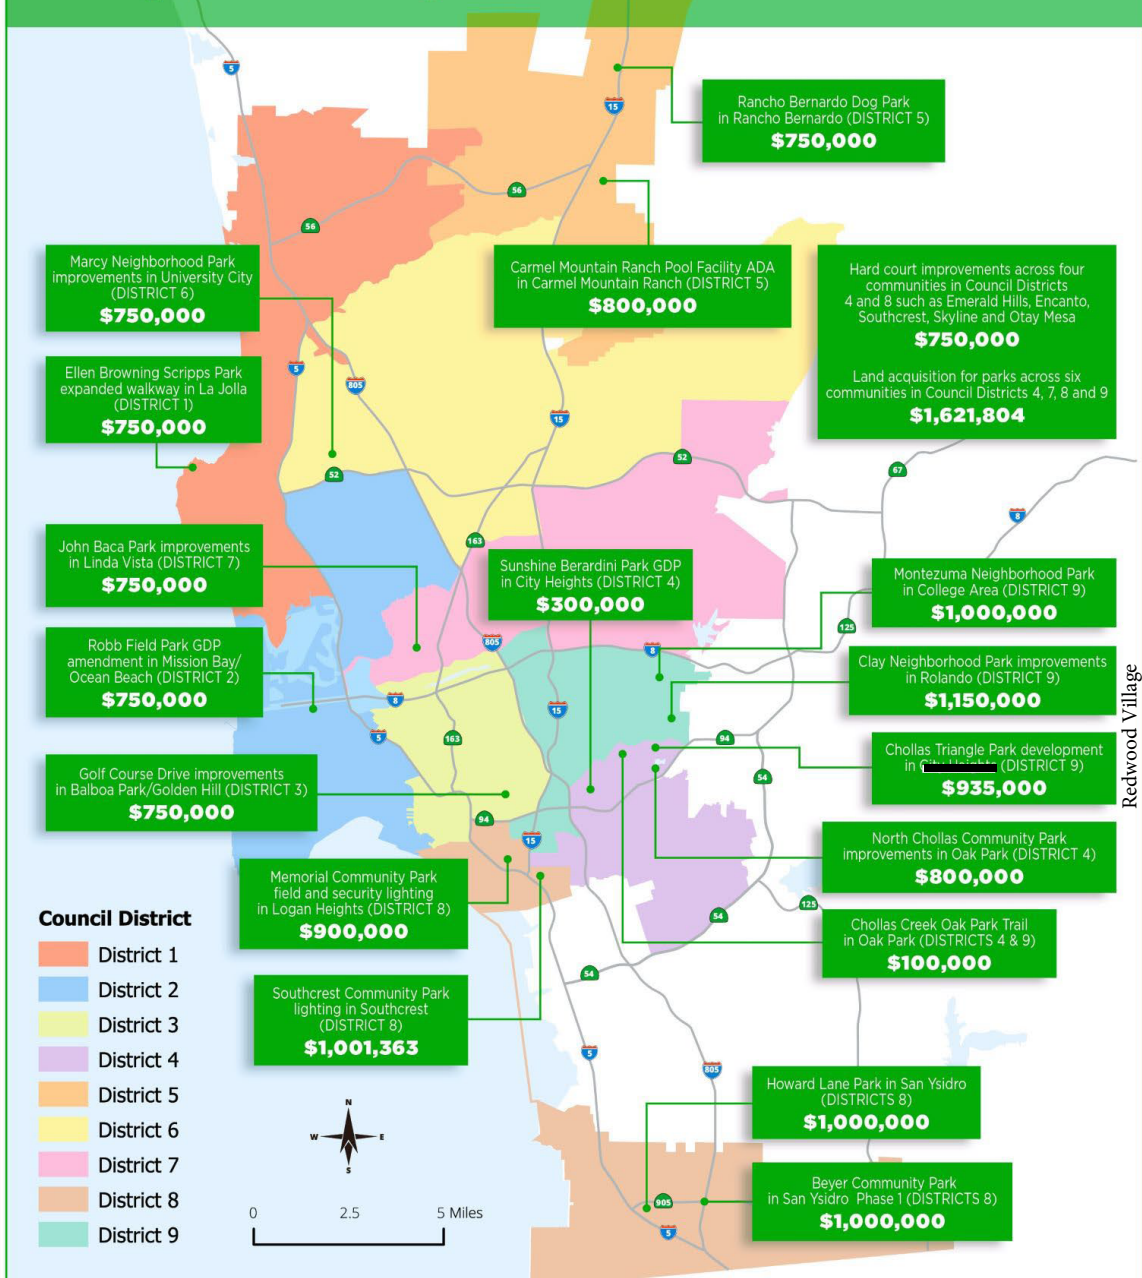 5
15
Rancho Bernardo Dog Park
in Rancho Bernardo (DISTRICT 5)
$750,000
56
56
Marcy Neighborhood Park
improvements in University City
(DISTRICT 6)
$750,000
Carmel Mountain Ranch Pool Facility ADA
in Carmel Mountain Ranch (DISTRICT 5)
$800,000
Hard court improvements across four
communities in Council Districts
4 and 8 such as Emerald Hills, Encanto,
Southcrest, Skyline and Otay Mesa
$750,000
Land acquisition for parks across six
communities in Council Districts 4, 7, 8 and 9
$1,621,804
5
805
15
Ellen Browning Scripps Park
expanded walkway in La Jolla
(DISTRICT 1)
$750,000
52
52
67
8
163
John Baca Park improvements
in Linda Vista (DISTRICT 7)
$750,000
Sunshine Berardini Park GDP
in City Heights (DISTRICT 4)
$300,000
Montezuma Neighborhood Park
in College Area (DISTRICT 9)
$1,000,000
805
8
125
Robb Field Park GDP
amendment in Mission Bay/
Ocean Beach (DISTRICT 2)
$750,000
Clay Neighborhood Park improvements
in Rolando (DISTRICT 9)
$1,150,000
8
15
5
163
94
54
Chollas Triangle Park development
in (DISTRICT 9)
$935,000
Redwood Village
Golf Course Drive improvements
in Balboa Park/Golden Hill (DISTRICT 3)
$750,000
94
15
North Chollas Community Park
improvements in Oak Park (DISTRICT 4)
$800,000
Memorial Community Park
field and security lighting
in Logan Heights (DISTRICT 8)
$900,000
125
54
54
Chollas Creek Oak Park Trail
in Oak Park (DISTRICTS 4 & 9)
$100,000
Southcrest Community Park
lighting in Southcrest
(DISTRICT 8)
$1,001,363
5
805
Howard Lane Park in San Ysidro
(DISTRICTS 8)
$1,000,000
Beyer Community Park
in San Ysidro Phase 1 (DISTRICTS 8)
$1,000,000
905
5
Council District
District 1
District 2
District 3
District 4
District 5
District 6
District 7
District 8
District 9
N
W E
S
0 2.5 5 Miles